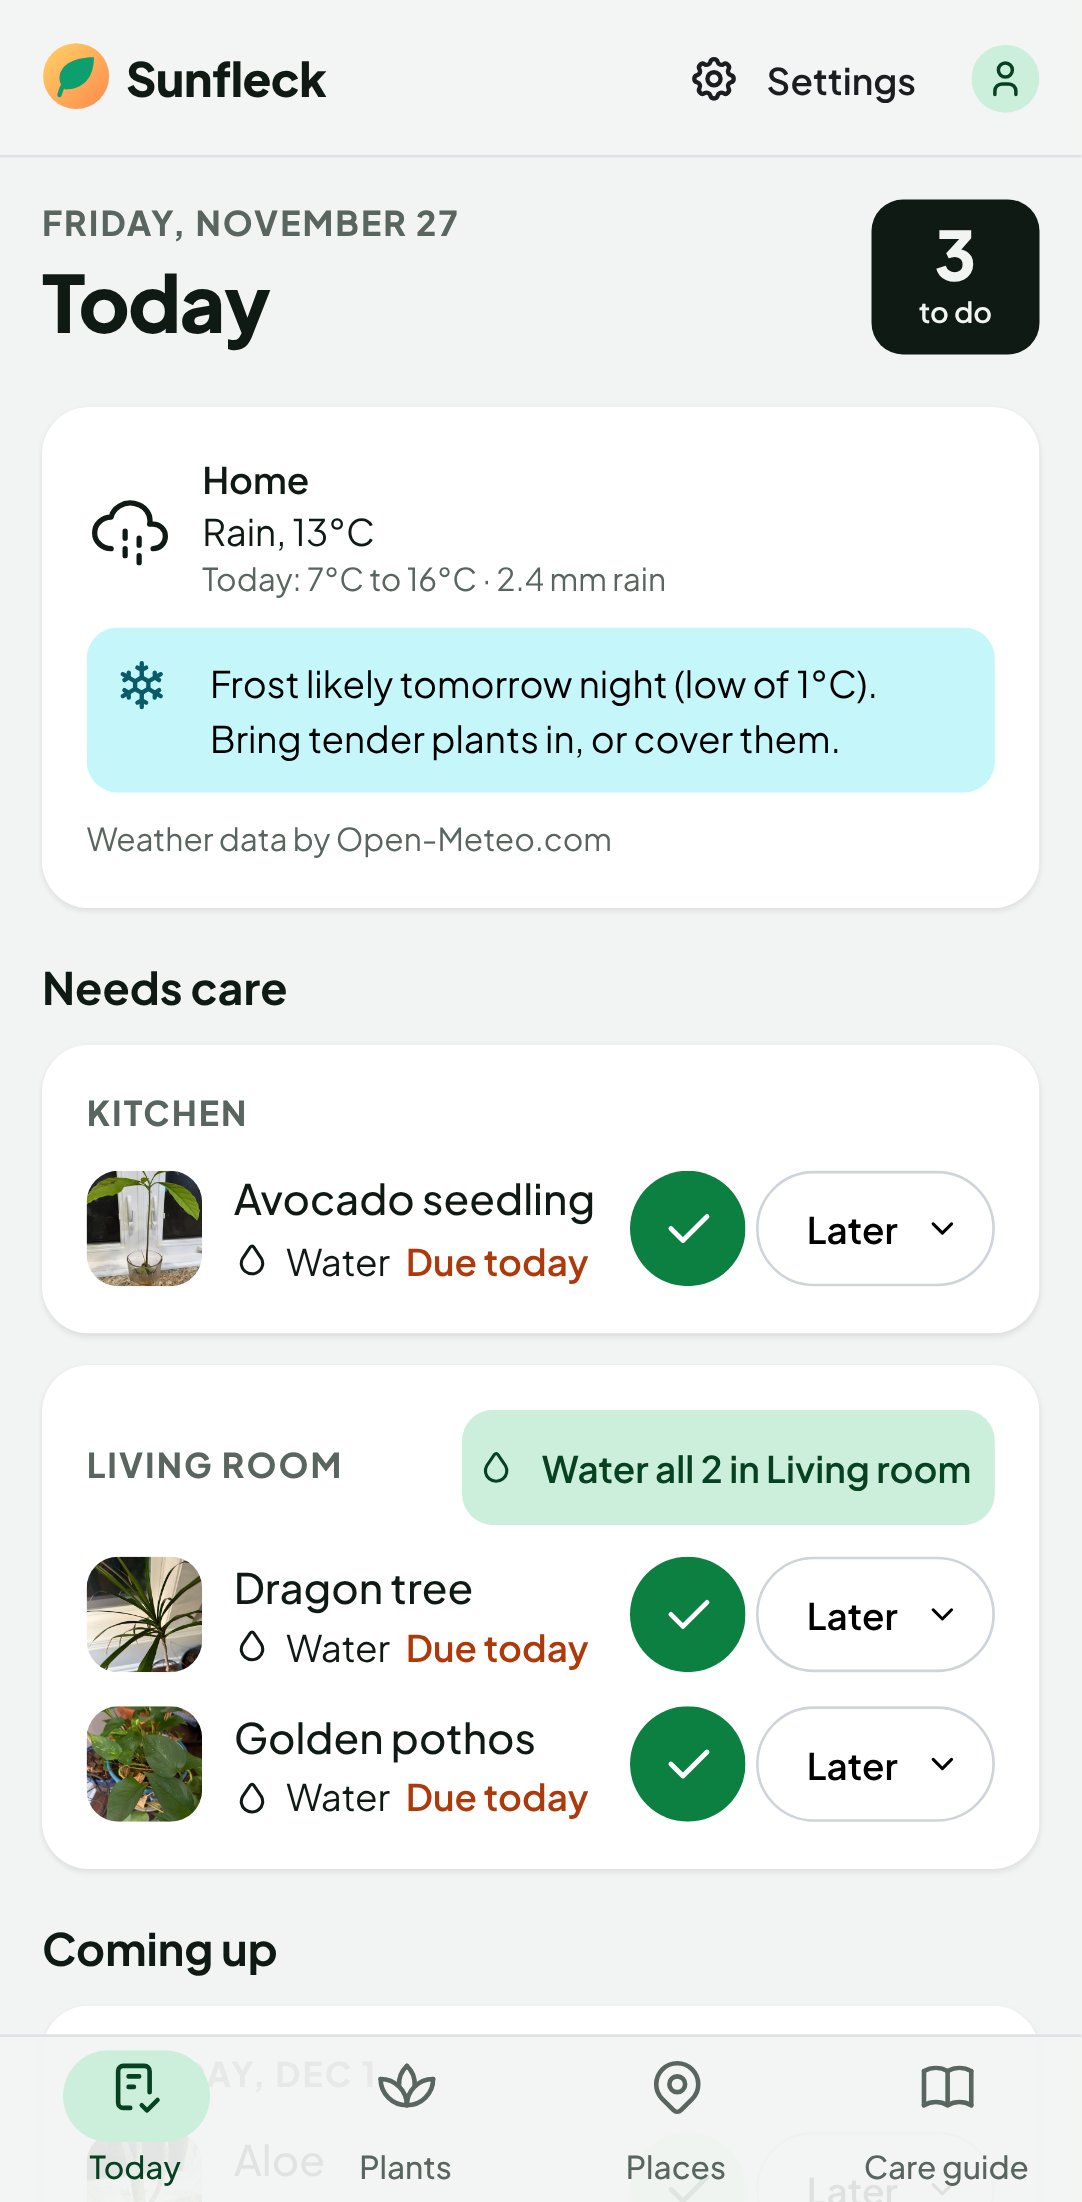 Sunfleck
Settings
FRIDAY, NOVEMBER 27
Today
3
to do
Home
Rain, 13°C
Today: 7°C to 16°C · 2.4 mm rain
Frost likely tomorrow night (low of 1°C).
Bring tender plants in, or cover them.
Weather data by Open-Meteo.com
Needs care
KITCHEN
Avocado seedling
Water Due today
Later
LIVING ROOM
Water all 2 in Living room
Dragon tree
Water Due today
Later
Golden pothos
Water Due today
Later
Coming up
DEC 1
Aloe
Later
Today
Plants
Places
Care guide